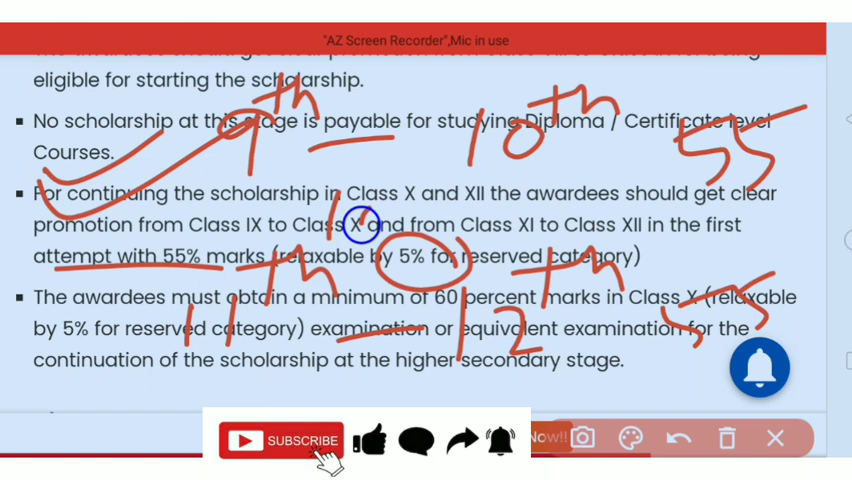 "AZ Screen Recorder",Mic in use
eligible for starting the scholarship.
▪ No scholarship at this stage is payable for studying Diploma / Certificate level
Courses.
▪ For continuing the scholarship in Class X and XII the awardees should get clear
promotion from Class IX to Class X and from Class XI to Class XII in the first
attempt with 55% marks (relaxable by 5% for reserved category)
▪ The awardees must obtain a minimum of 60 percent marks in Class X (relaxable
by 5% for reserved category) examination or equivalent examination for the
continuation of the scholarship at the higher secondary stage.
9th — 10th 55
11th — 12th 55
SUBSCRIBE
Now!!